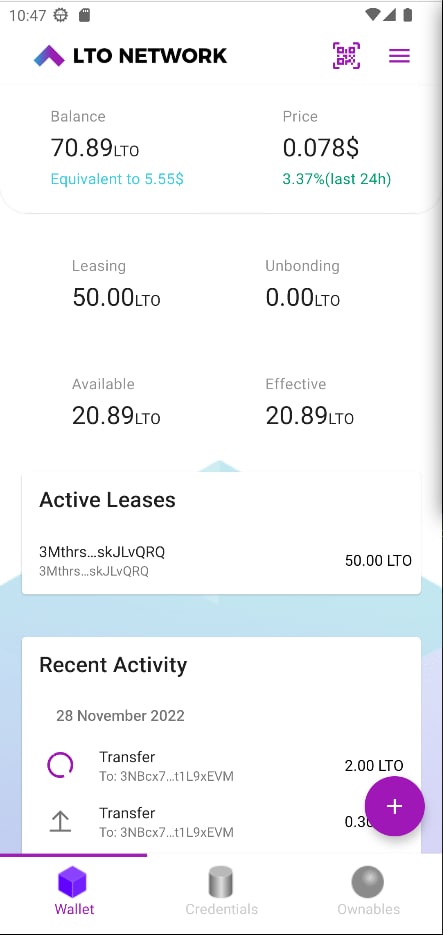 10:47
LTO NETWORK
Balance
Price
70.89LTO
0.078$
Equivalent to 5.55$
3.37%(last 24h)
Leasing
Unbonding
50.00LTO
0.00LTO
Available
Effective
20.89LTO
20.89LTO
Active Leases
3Mthrs...skJLvQRQ
50.00 LTO
3Mthrs...skJLvQRQ
Recent Activity
28 November 2022
Transfer
2.00 LTO
To: 3NBcx7...t1L9xEVM
Transfer
To: 3NBcx7...t1L9xEVM
+
Wallet
Credentials
Ownables